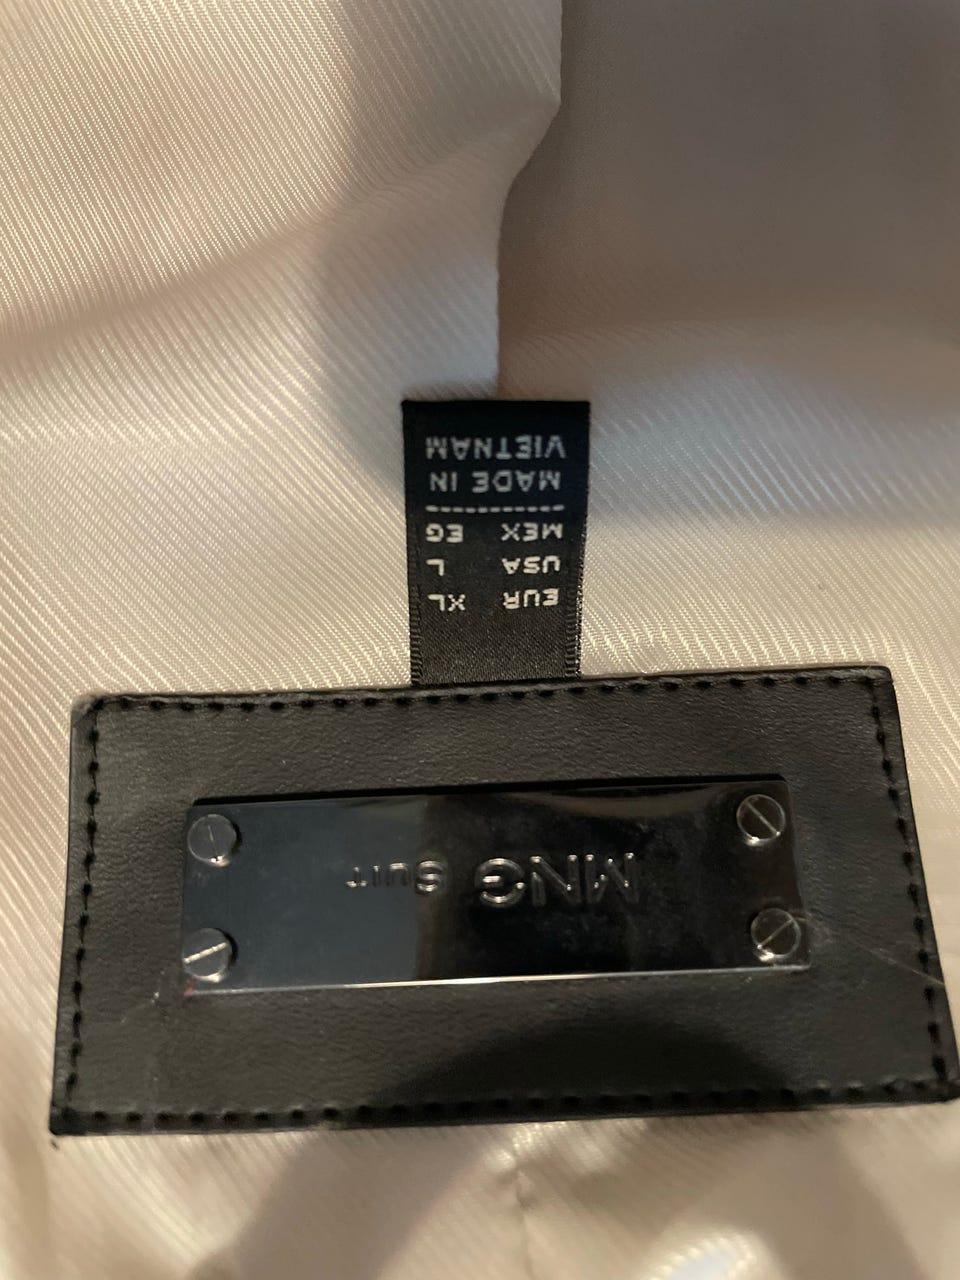 MNG SUIT
EUR XL
USA L
MEX EG
MADE IN
VIETNAM